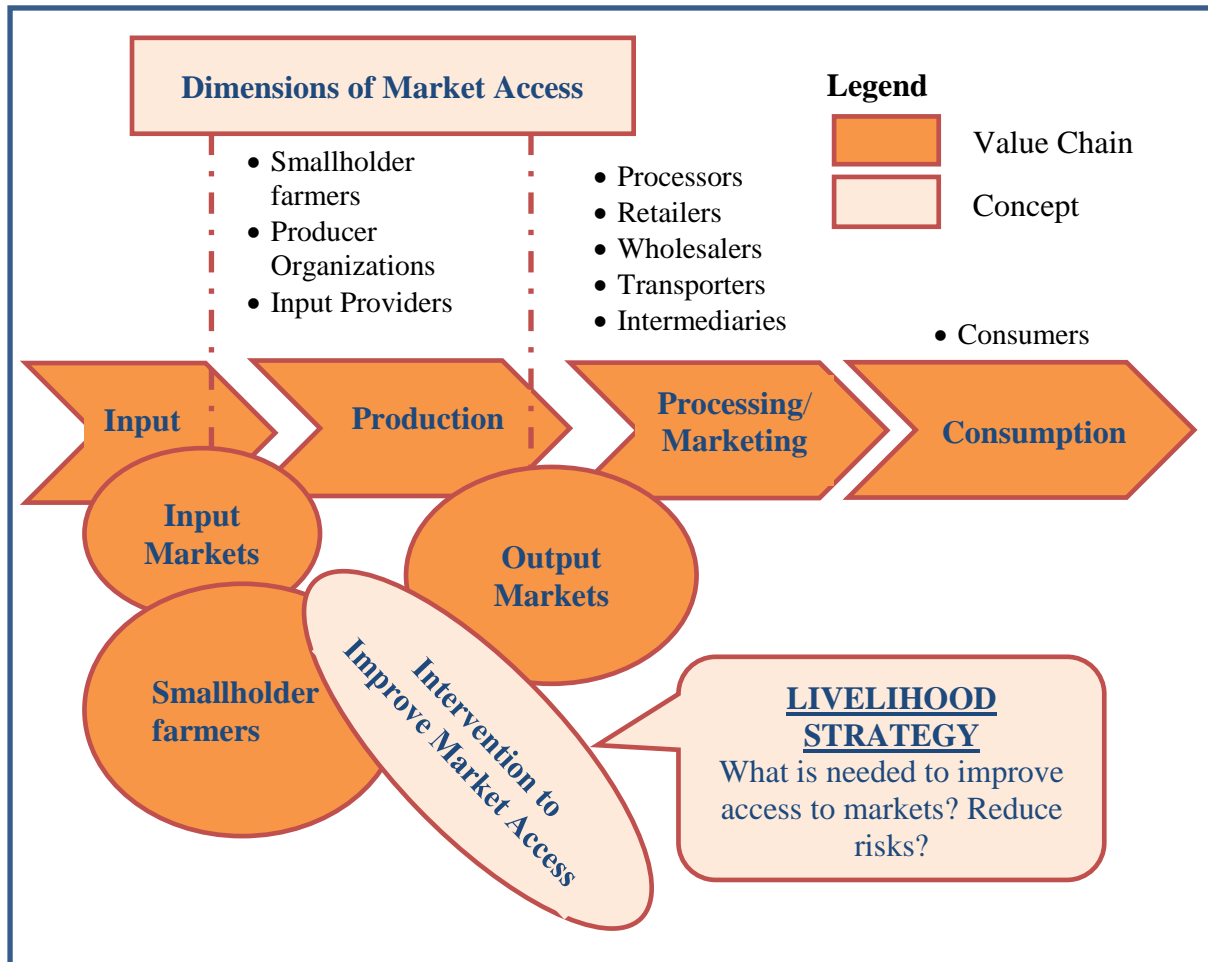 Dimensions of Market Access
Legend
Value Chain
Concept
• Smallholder
farmers
• Producer
Organizations
• Input Providers
• Processors
• Retailers
• Wholesalers
• Transporters
• Intermediaries
• Consumers
Input
Production
Processing/
Marketing
Consumption
Input
Markets
Output
Markets
Smallholder
farmers
Intervention to
Improve Market Access
LIVELIHOOD
STRATEGY
What is needed to improve
access to markets? Reduce
risks?